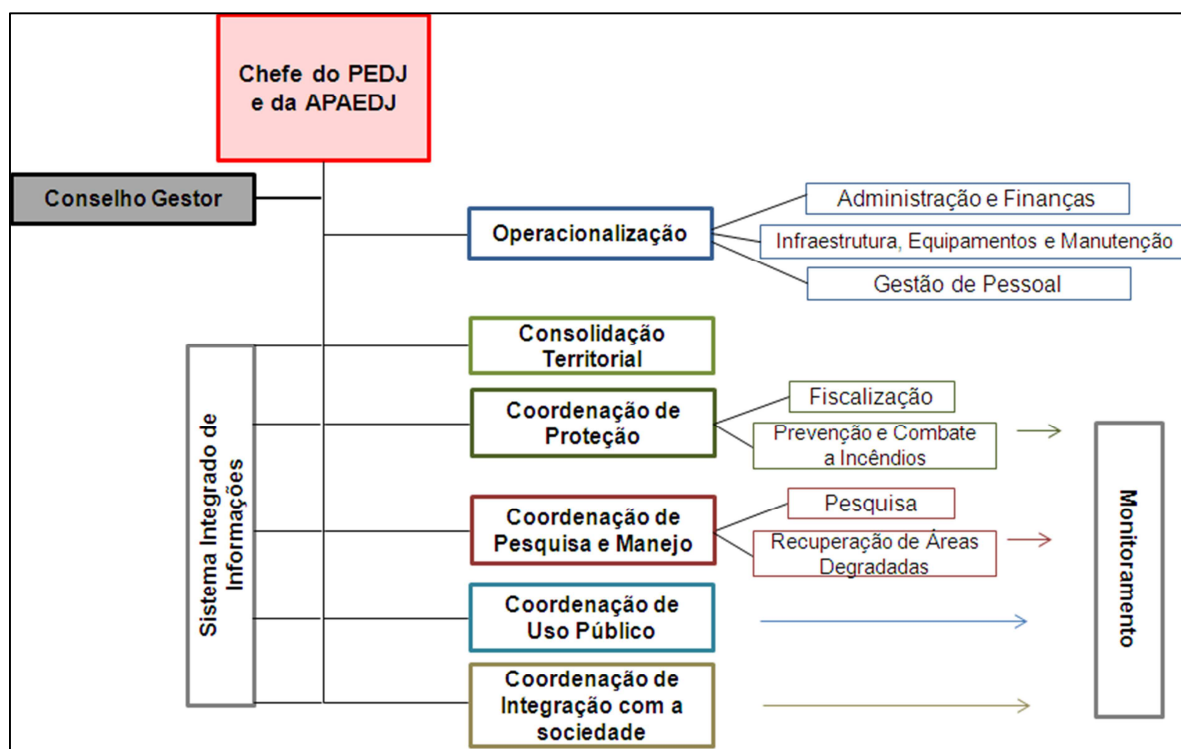 Chefe do PEDJ
e da APAEDJ
Conselho Gestor
Operacionalização
Administração e Finanças
Infraestrutura, Equipamentos e Manutenção
Gestão de Pessoal
Sistema Integrado de
Informações
Consolidação
Territorial
Coordenação de
Proteção
Fiscalização
Prevenção e Combate
a Incêndios
Coordenação de
Pesquisa e Manejo
Pesquisa
Recuperação de Áreas
Degradadas
Coordenação de
Uso Público
Coordenação de
Integração com a
sociedade
Monitoramento